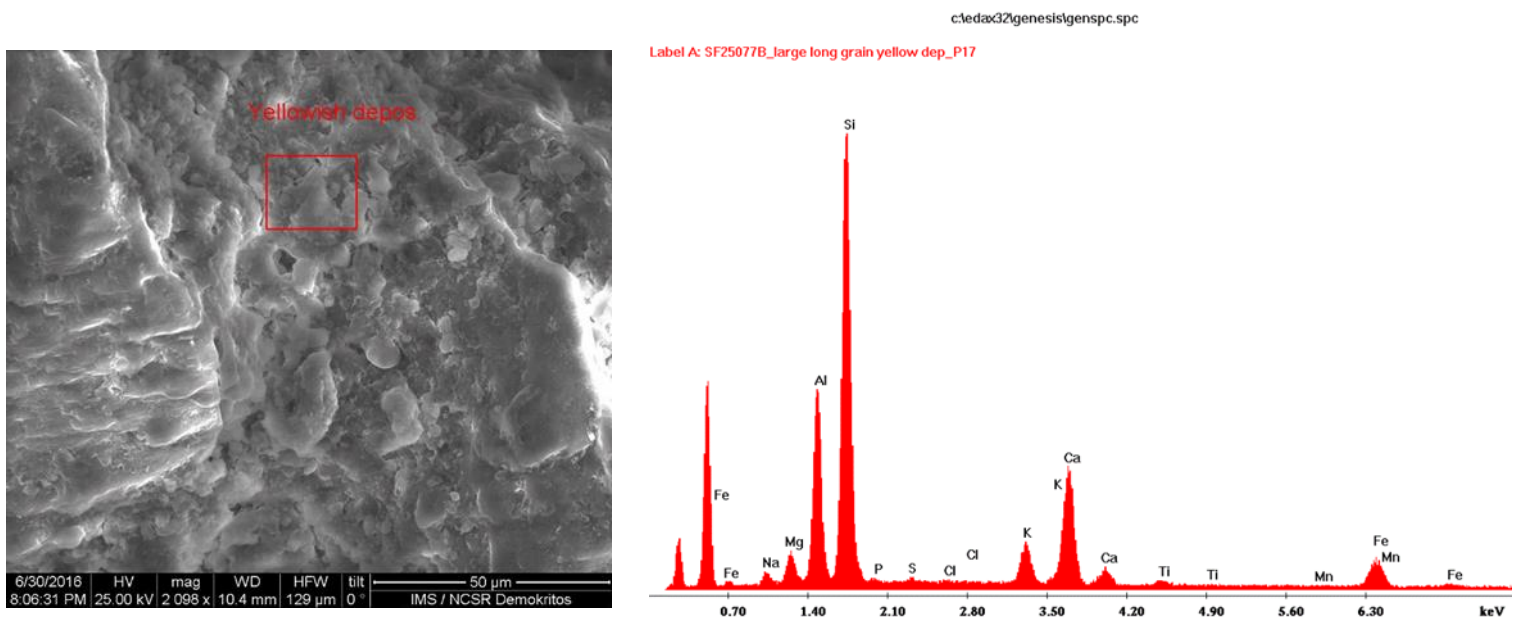 c:\edax32\genesis\genspc.spc
Label A: SF25077B_large long grain yellow dep_P17
Yellowish depos.
6/30/2016 HV mag WD HFW tilt 50 µm
8:06:31 PM 25.00 kV 2 098 x 10.4 mm 129 µm 0 ° IMS / NCSR Demokritos
Si
Al
Ca
K
Fe
K
Fe
Mg
Cl
Mn
Na
Ca
Fe
P
S
Cl
Ti
Ti
Mn
Fe
0.70 1.40 2.10 2.80 3.50 4.20 4.90 5.60 6.30 keV